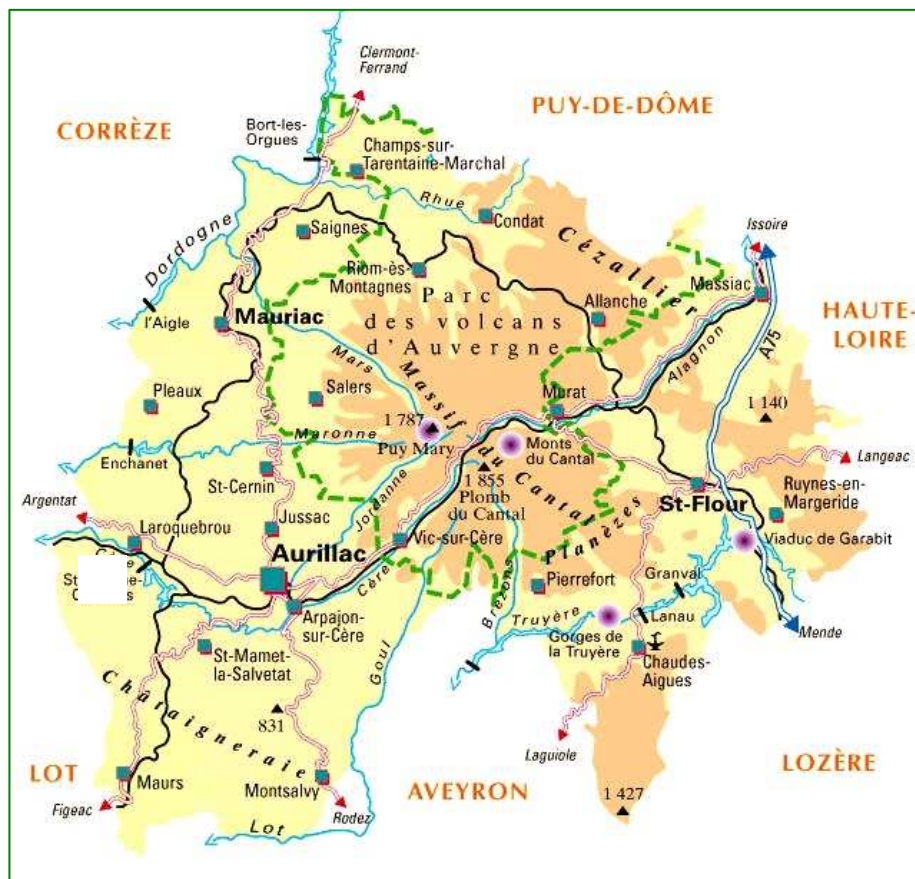 Clermont-
Ferrand
PUY-DE-DÔME
CORRÈZE
Bort-les-
Orgues
Champs-sur-
Tarentaine-Marchal
Rhue
Condat
Saignes
Issoire
Dordogne
Cézallier
Riom-ès-
Montagnes
Massiac
Parc
des volcans
d'Auvergne
Allanche
HAUTE-
LOIRE
l'Aigle
Mauriac
A75
Mars
Alagnon
Massif du Cantal
Pleaux
Salers
Murat
1 140
1 787
Puy Mary
Maronne
Monts
du Cantal
Enchanet
Langeac
St-Cernin
1 855
Plomb
du Cantal
St-Flour
Ruynes-en-
Margeride
Argentat
Jordanne
Laroquebrou
Jussac
Vic-sur-Cère
Planèzes
Viaduc de Garabit
Aurillac
Cère
Pierrefort
Granval
Brezons
Arpajon-
sur-Cère
Truyère
Lanau
Mende
Gorges de
la Truyère
St-Mamet-
la-Salvetat
Goul
Chaudes-
Aigues
Châtaigneraie
831
Laguiole
LOT
Maurs
Montsalvy
AVEYRON
LOZÈRE
1 427
Figeac
Rodez
Lot